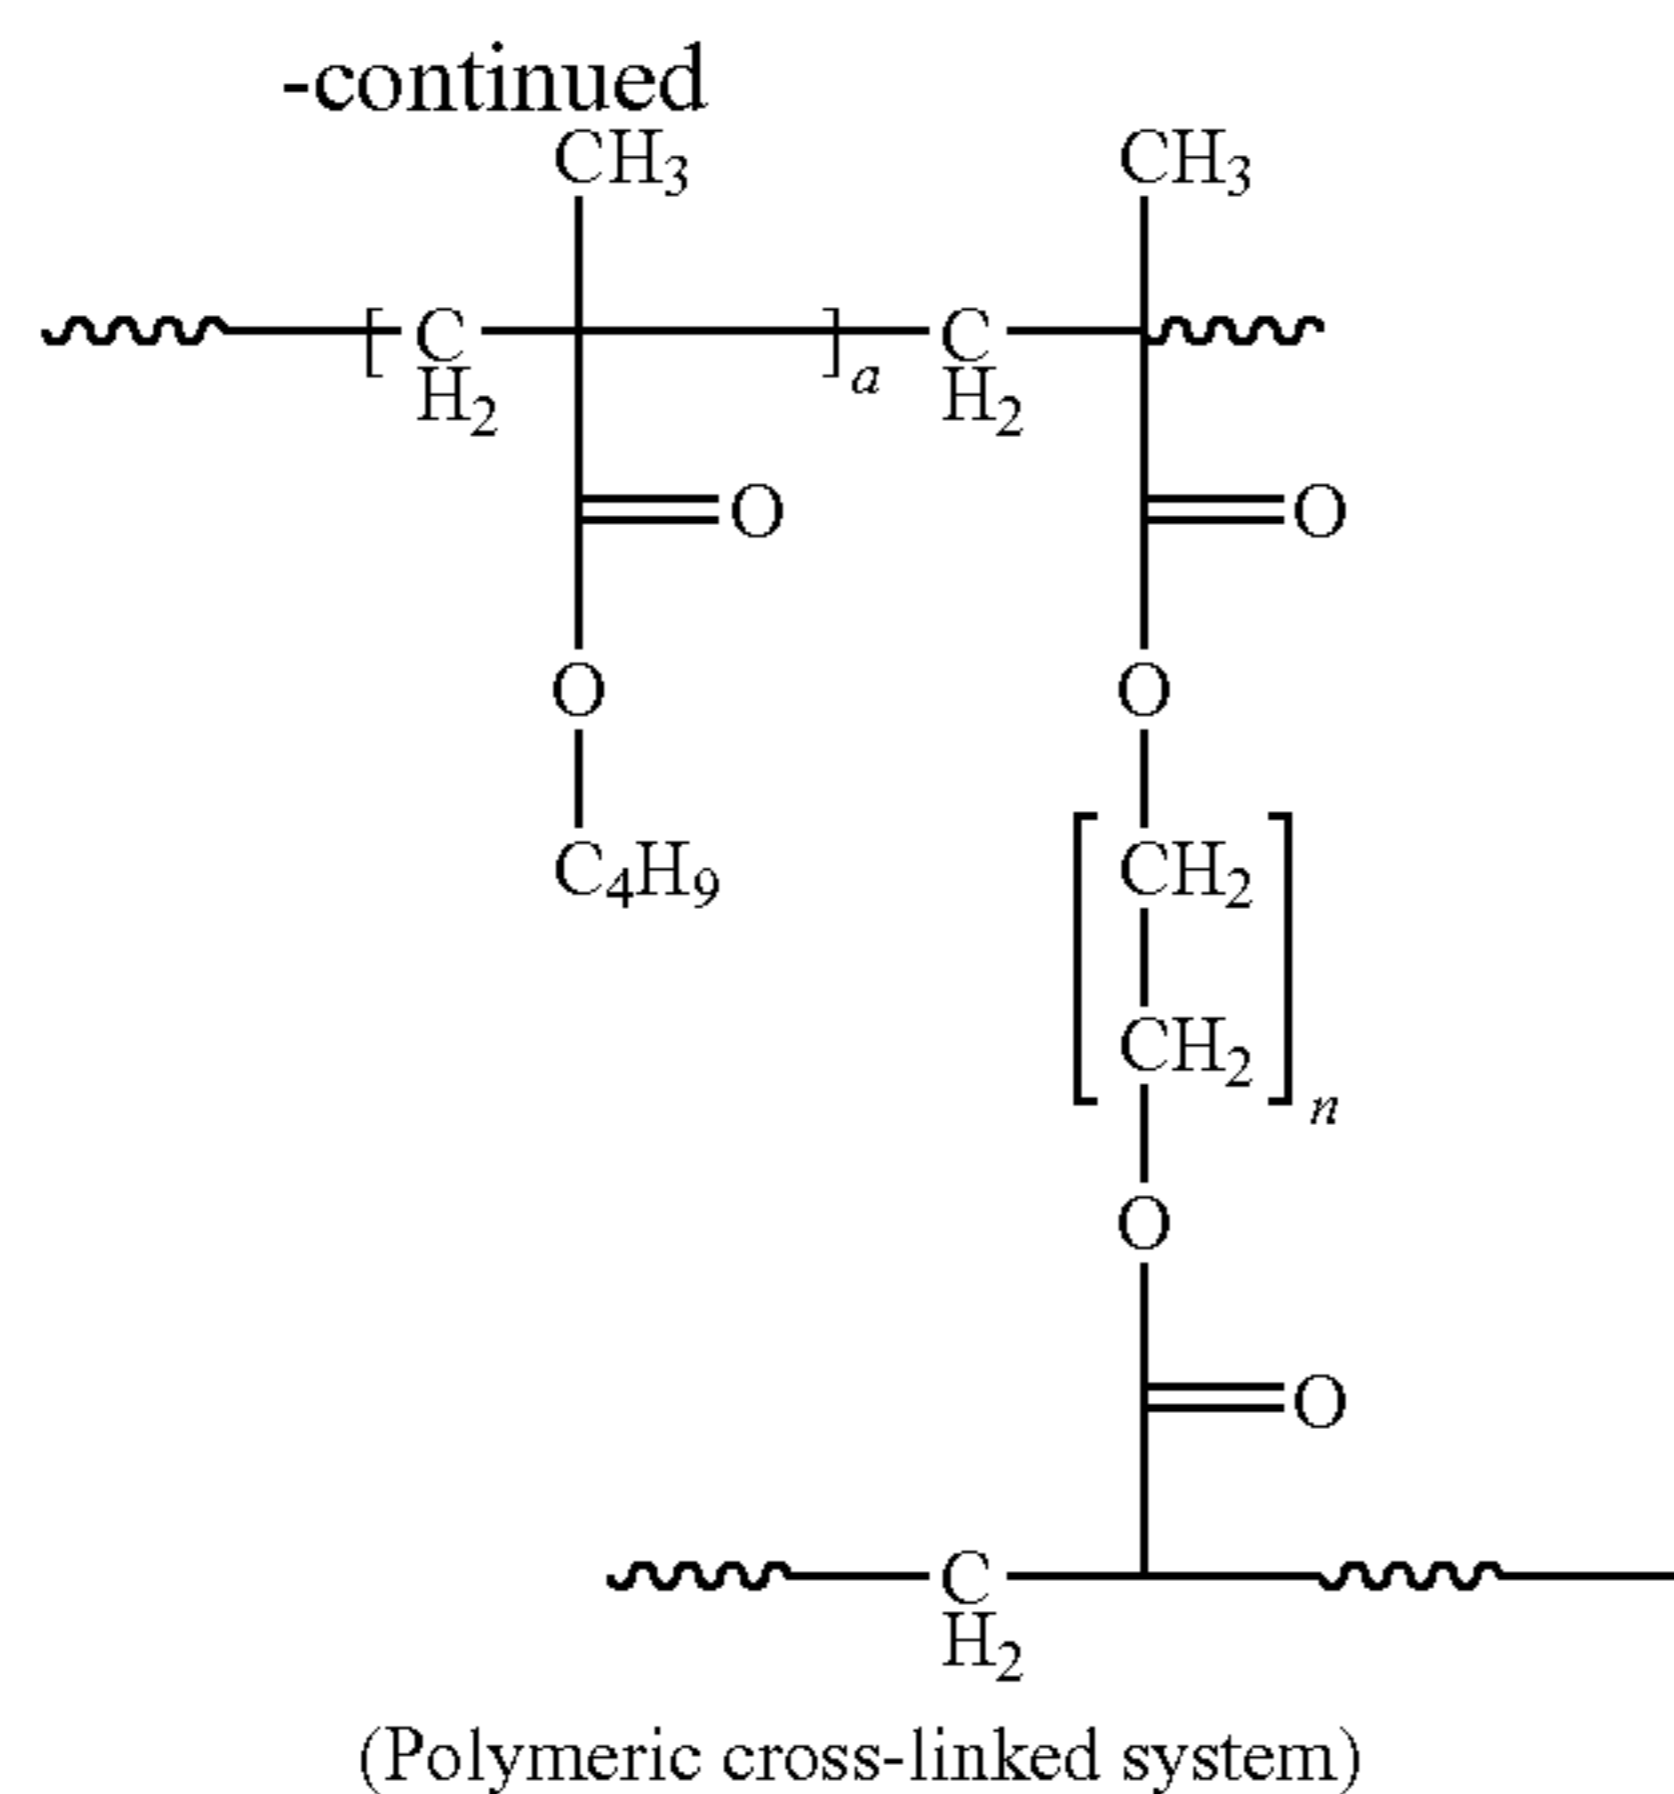 -continued
CH3 CH3
[ C ]a C
H2 H2
O O
O O
C4H9 [ CH2
CH2 ]n
O
O
C
H2
(Polymeric cross-linked system)